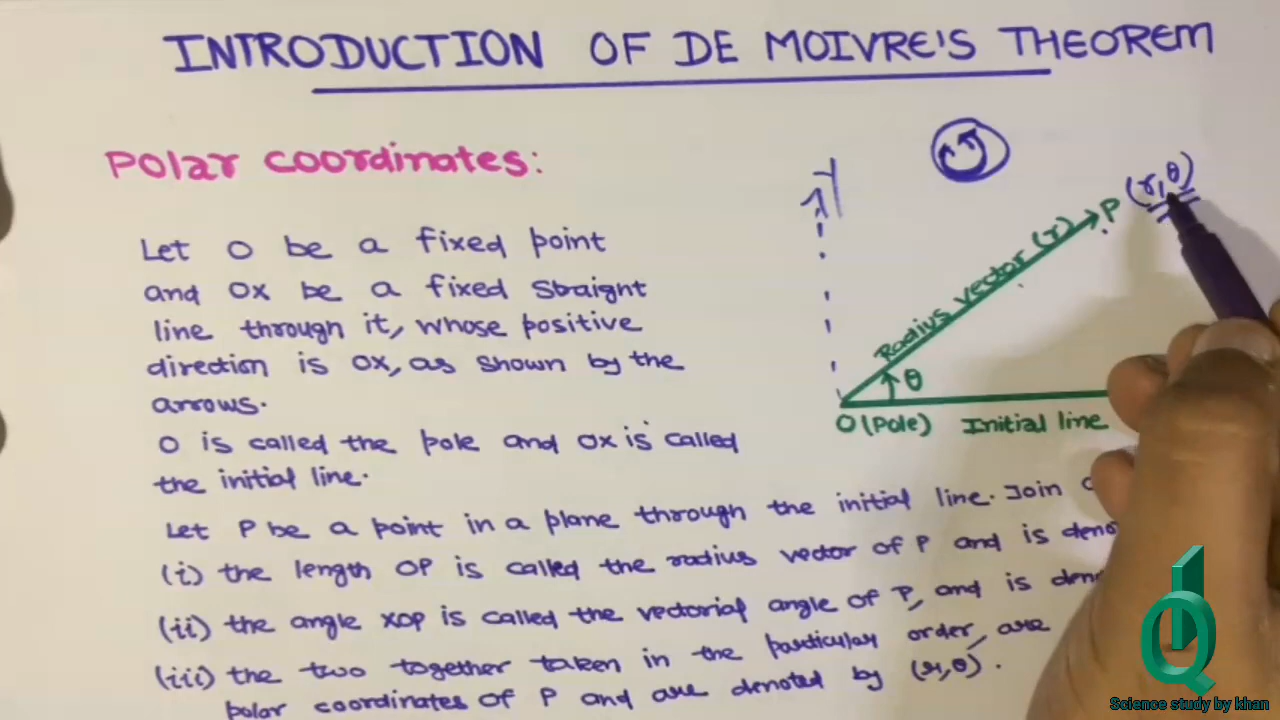 INTRODUCTION OF DE MOIVRE'S THEOREM
Polar coordinates:
Let O be a fixed point
and OX be a fixed straight
line through it, whose positive
direction is OX, as shown by the
arrows.
O is called the pole and OX is called
the initial line.
Let P be a point in a plane through the initial line. Join
(i) the length OP is called the radius vector of P and is
(ii) the angle XOP is called the vectorial angle of P, and is
(iii) the two together taken in the particular order, are
polar coordinates of P and are denoted by (r,θ).
Y
P (r,θ)
Radius vector (r)
θ
O (Pole) Initial line
Science study by khan